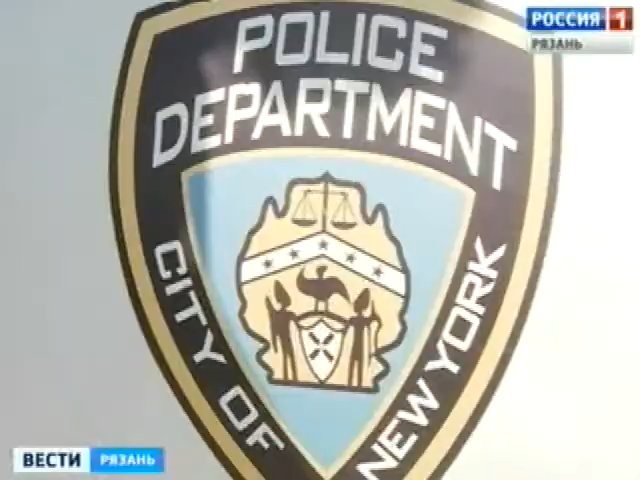 РОССИЯ 1
РЯЗАНЬ
POLICE
DEPARTMENT
CITY OF
NEW YORK
ВЕСТИ РЯЗАНЬ